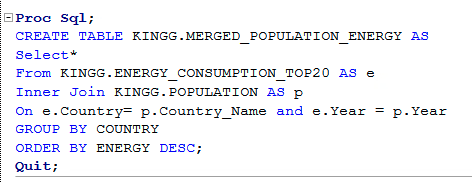 Proc Sql;
CREATE TABLE KINGG.MERGED_POPULATION_ENERGY AS
Select*
From KINGG.ENERGY_CONSUMPTION_TOP20 AS e
Inner Join KINGG.POPULATION AS p
On e.Country= p.Country_Name and e.Year = p.Year
GROUP BY COUNTRY
ORDER BY ENERGY DESC;
Quit;